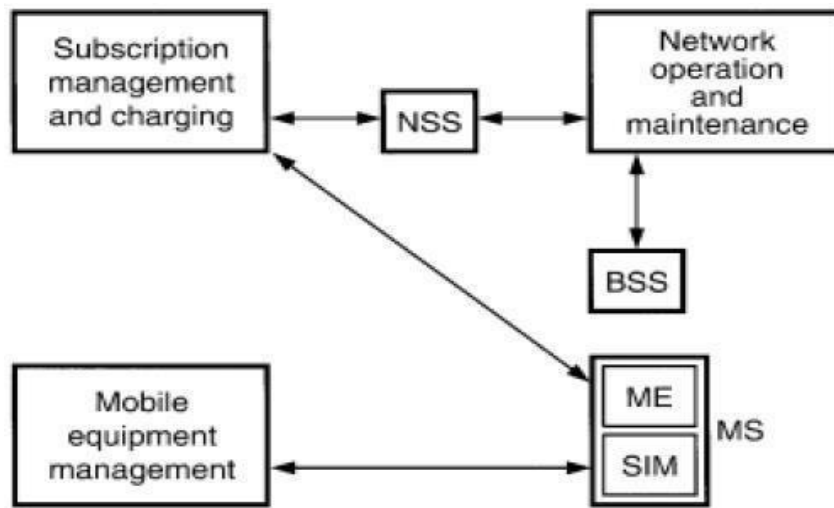 Subscription
management
and charging
NSS
Network
operation
and
maintenance
BSS
Mobile
equipment
management
ME
SIM
MS